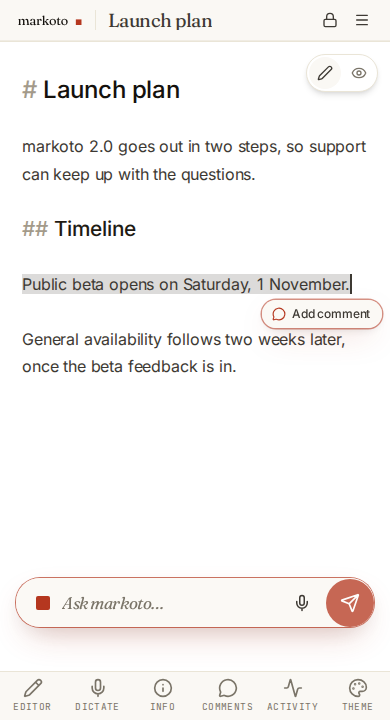 markoto
Launch plan
# Launch plan
markoto 2.0 goes out in two steps, so support
can keep up with the questions.
## Timeline
Public beta opens on Saturday, 1 November.
Add comment
General availability follows two weeks later,
once the beta feedback is in.
Ask markoto...
EDITOR
DICTATE
INFO
COMMENTS
ACTIVITY
THEME